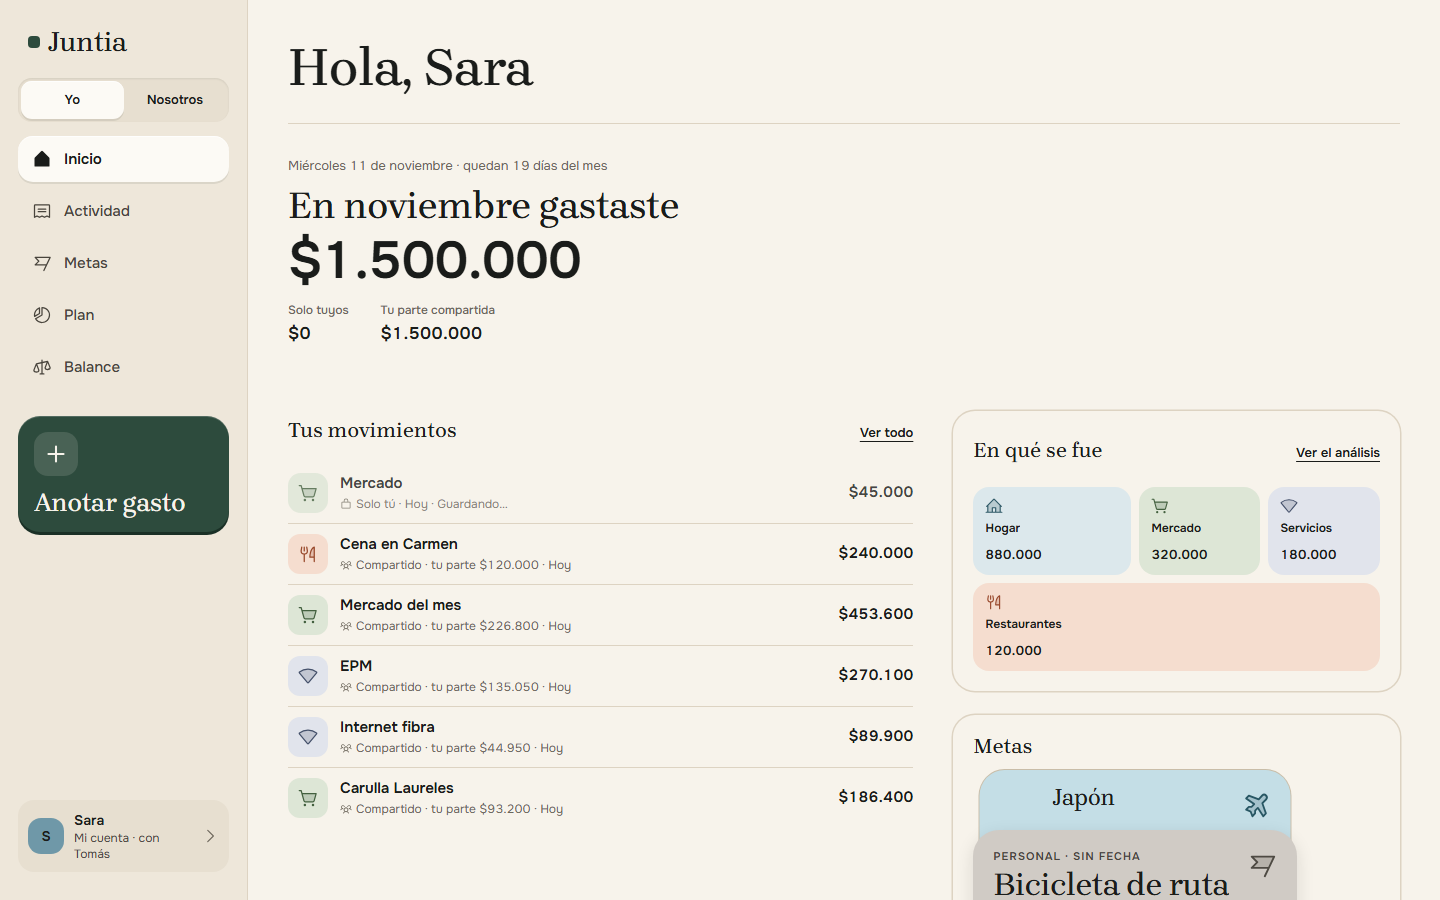 Juntia
Yo
Nosotros
Inicio
Actividad
Metas
Plan
Balance
Anotar gasto
S
Sara
Mi cuenta · con
Tomás
Hola, Sara
Miércoles 11 de noviembre · quedan 19 días del mes
En noviembre gastaste
$1.500.000
Solo tuyos
$0
Tu parte compartida
$1.500.000
Tus movimientos
Ver todo
Mercado
Solo tú · Hoy · Guardando...
$45.000
Cena en Carmen
Compartido · tu parte $120.000 · Hoy
$240.000
Mercado del mes
Compartido · tu parte $226.800 · Hoy
$453.600
EPM
Compartido · tu parte $135.050 · Hoy
$270.100
Internet fibra
Compartido · tu parte $44.950 · Hoy
$89.900
Carulla Laureles
Compartido · tu parte $93.200 · Hoy
$186.400
En qué se fue
Ver el análisis
Hogar
880.000
Mercado
320.000
Servicios
180.000
Restaurantes
120.000
Metas
Japón
PERSONAL · SIN FECHA
Bicicleta de ruta